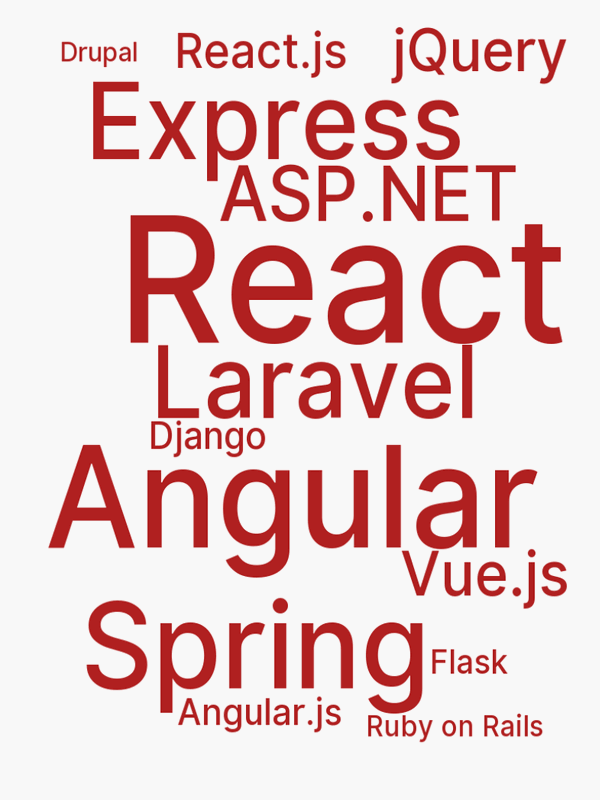 Drupal React.js jQuery
Express
ASP.NET
React
Laravel
Django
Angular
Vue.js
Spring
Flask
Angular.js
Ruby on Rails